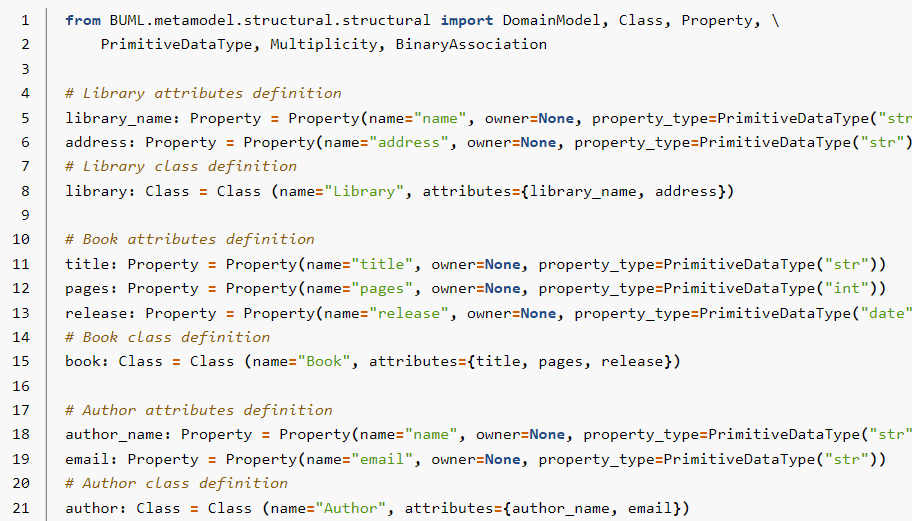 1 from BUML.metamodel.structural.structural import DomainModel, Class, Property, \
2     PrimitiveDataType, Multiplicity, BinaryAssociation
3
4 # Library attributes definition
5 library_name: Property = Property(name="name", owner=None, property_type=PrimitiveDataType("str
6 address: Property = Property(name="address", owner=None, property_type=PrimitiveDataType("str")
7 # Library class definition
8 library: Class = Class (name="Library", attributes={library_name, address})
9
10 # Book attributes definition
11 title: Property = Property(name="title", owner=None, property_type=PrimitiveDataType("str"))
12 pages: Property = Property(name="pages", owner=None, property_type=PrimitiveDataType("int"))
13 release: Property = Property(name="release", owner=None, property_type=PrimitiveDataType("date"
14 # Book class definition
15 book: Class = Class (name="Book", attributes={title, pages, release})
16
17 # Author attributes definition
18 author_name: Property = Property(name="name", owner=None, property_type=PrimitiveDataType("str"
19 email: Property = Property(name="email", owner=None, property_type=PrimitiveDataType("str"))
20 # Author class definition
21 author: Class = Class (name="Author", attributes={author_name, email})